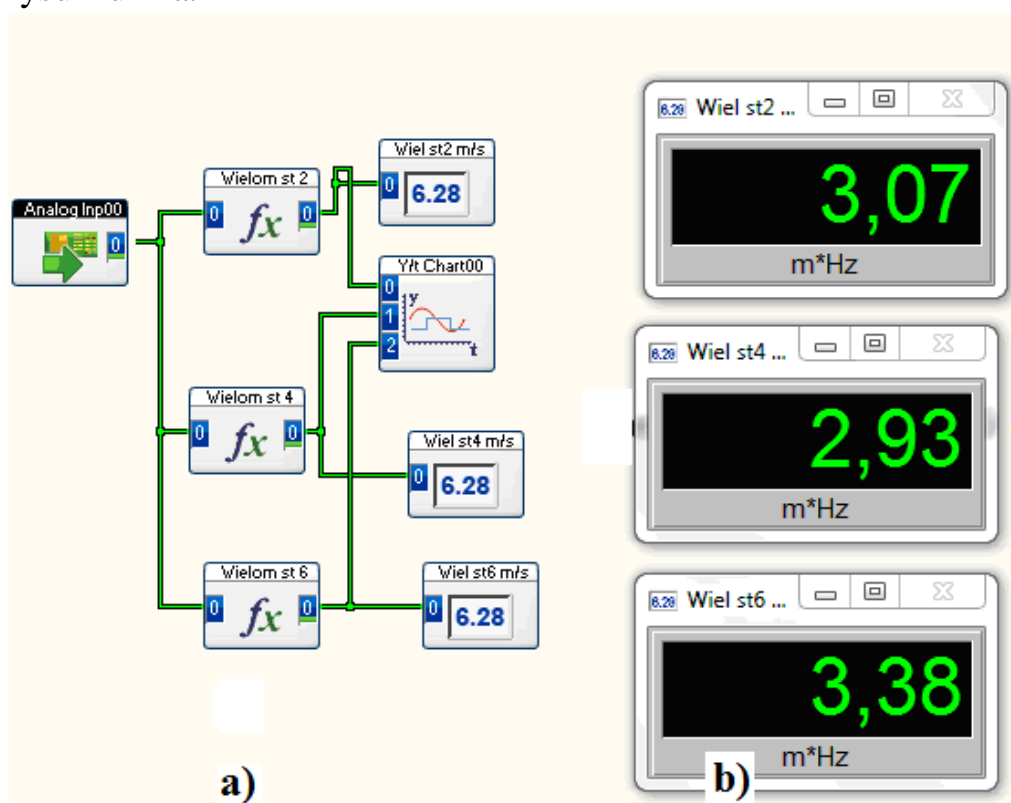 Wiel st2 m/s
Wielom st 2
0
0
0
6.28
Analog Inp00
0
Y/t Chart00
0
1
2
y
t
fx
Wielom st 4
0
0
fx
Wiel st4 m/s
0
6.28
Wielom st 6
0
0
fx
Wiel st6 m/s
0
6.28
a)
6.28 Wiel st2 ...
3,07
m*Hz
6.28 Wiel st4 ...
2,93
m*Hz
6.28 Wiel st6 ...
3,38
m*Hz
b)